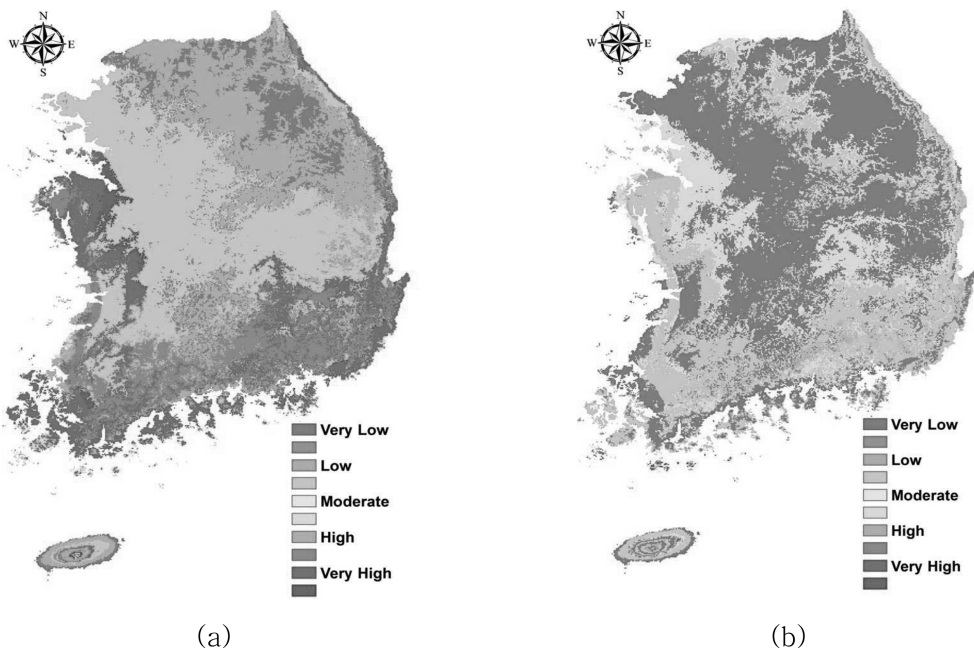 N
W E
S
Very Low
Low
Moderate
High
Very High
(a)
N
W E
S
Very Low
Low
Moderate
High
Very High
(b)